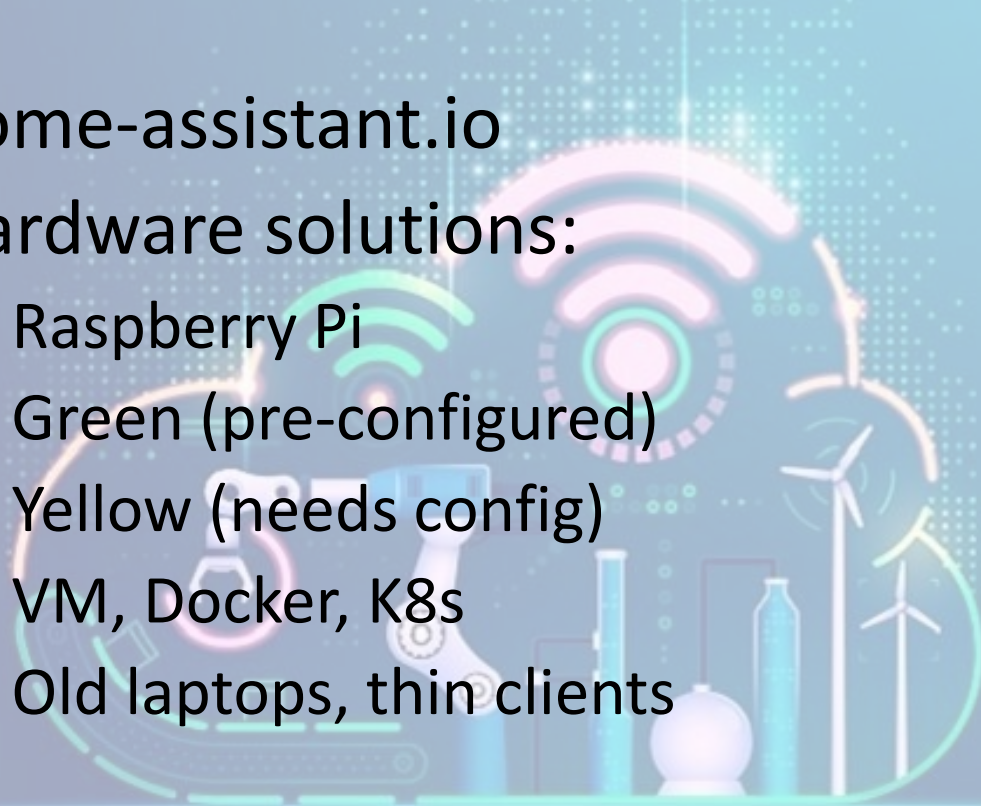 ome-assistant.io
ardware solutions:
Raspberry Pi
Green (pre-configured)
Yellow (needs config)
VM, Docker, K8s
Old laptops, thin clients